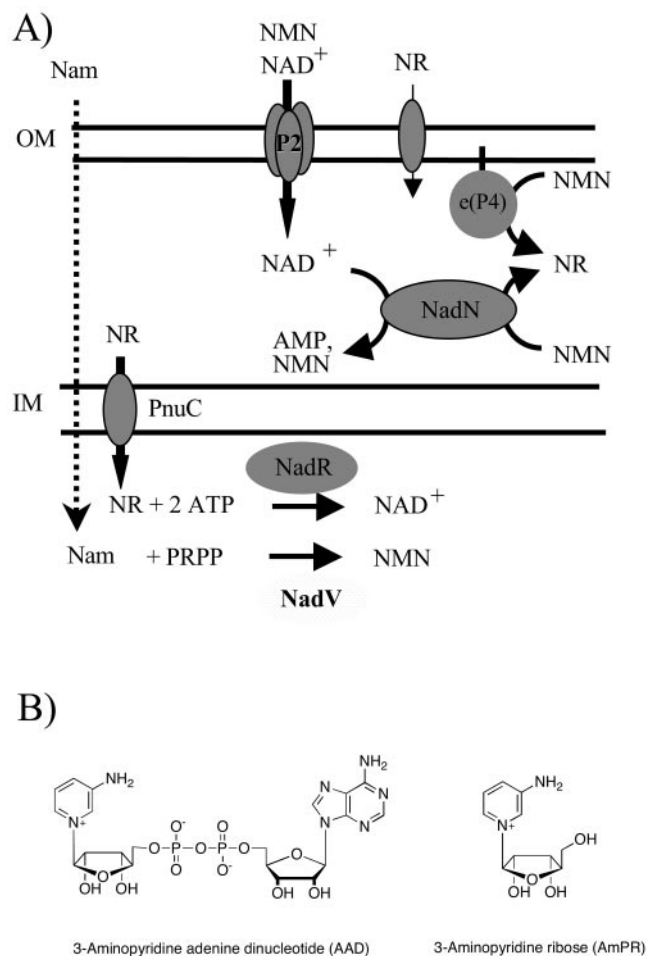 A)
NMN
Nam
NAD+
NR
OM
P2
e(P4)
NMN
NAD +
NR
NadN
AMP,
NMN
NMN
NR
IM
PnuC
NadR
NR + 2 ATP
NAD+
Nam + PRPP
NMN
NadV
B)
NH2
NH2
NH2
N
N
N
N
N+
O-
O
O
P
O
P
O
O
O
O-
O
O
OH
OH
OH
OH
N+
OH
O
OH
OH
3-Aminopyridine adenine dinucleotide (AAD)
3-Aminopyridine ribose (AmPR)